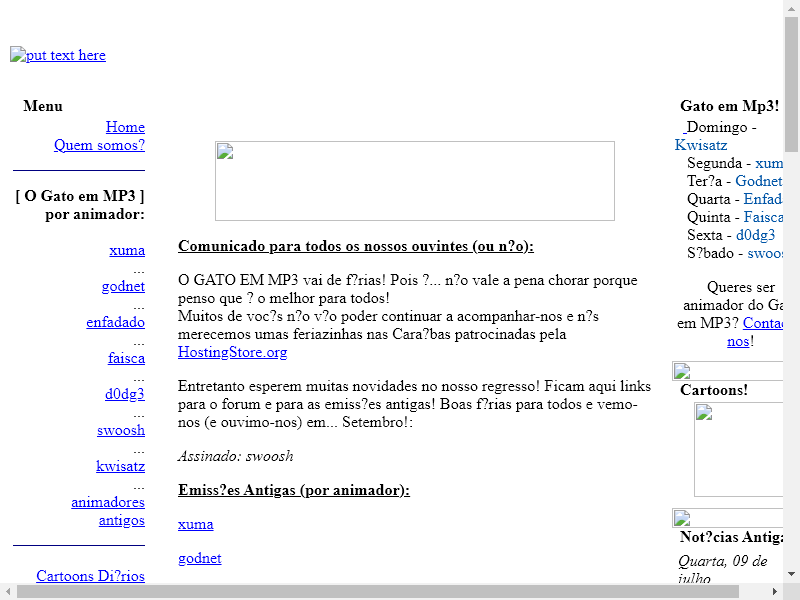 put text here
Menu
Home
Quem somos?
[ O Gato em MP3 ]
por animador:
xuma
...
godnet
...
enfadado
...
faisca
...
d0dg3
...
swoosh
...
kwisatz
...
animadores
antigos
Cartoons Di?rios
Comunicado para todos os nossos ouvintes (ou n?o):
O GATO EM MP3 vai de f?rias! Pois ?... n?o vale a pena chorar porque
penso que ? o melhor para todos!
Muitos de voc?s n?o v?o poder continuar a acompanhar-nos e n?s
merecemos umas feriazinhas nas Cara?bas patrocinadas pela
HostingStore.org
Entretanto esperem muitas novidades no nosso regresso! Ficam aqui links
para o forum e para as emiss?es antigas! Boas f?rias para todos e vemo-
nos (e ouvimo-nos) em... Setembro!:
Assinado: swoosh
Emiss?es Antigas (por animador):
xuma
godnet
Gato em Mp3!
Domingo -
Kwisatz
Segunda - xum
Ter?a - Godnet
Quarta - Enfad
Quinta - Faisca
Sexta - d0dg3
S?bado - swoos
Queres ser
animador do Ga
em MP3? Contac
nos!
Cartoons!
Not?cias Antiga
Quarta, 09 de
julho